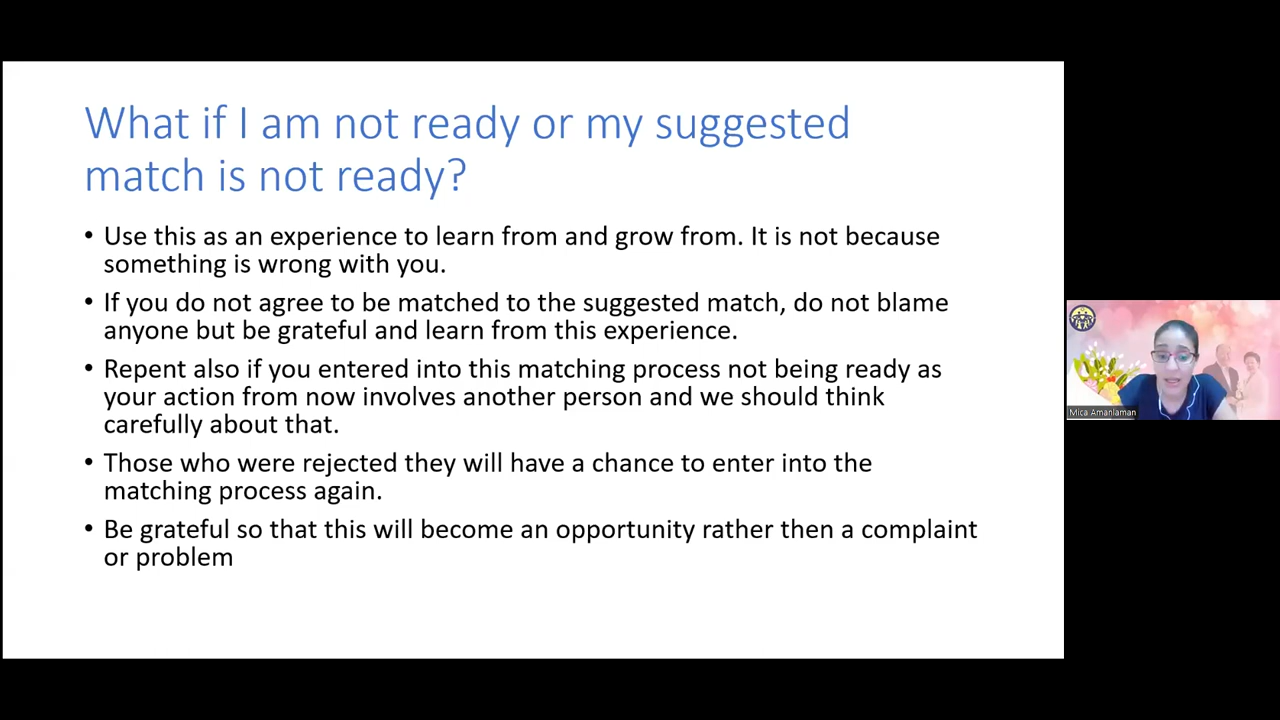 What if I am not ready or my suggested
match is not ready?
• Use this as an experience to learn from and grow from. It is not because
something is wrong with you.
• If you do not agree to be matched to the suggested match, do not blame
anyone but be grateful and learn from this experience.
• Repent also if you entered into this matching process not being ready as
your action from now involves another person and we should think
carefully about that.
• Those who were rejected they will have a chance to enter into the
matching process again.
• Be grateful so that this will become an opportunity rather then a complaint
or problem
Mica Amanlaman